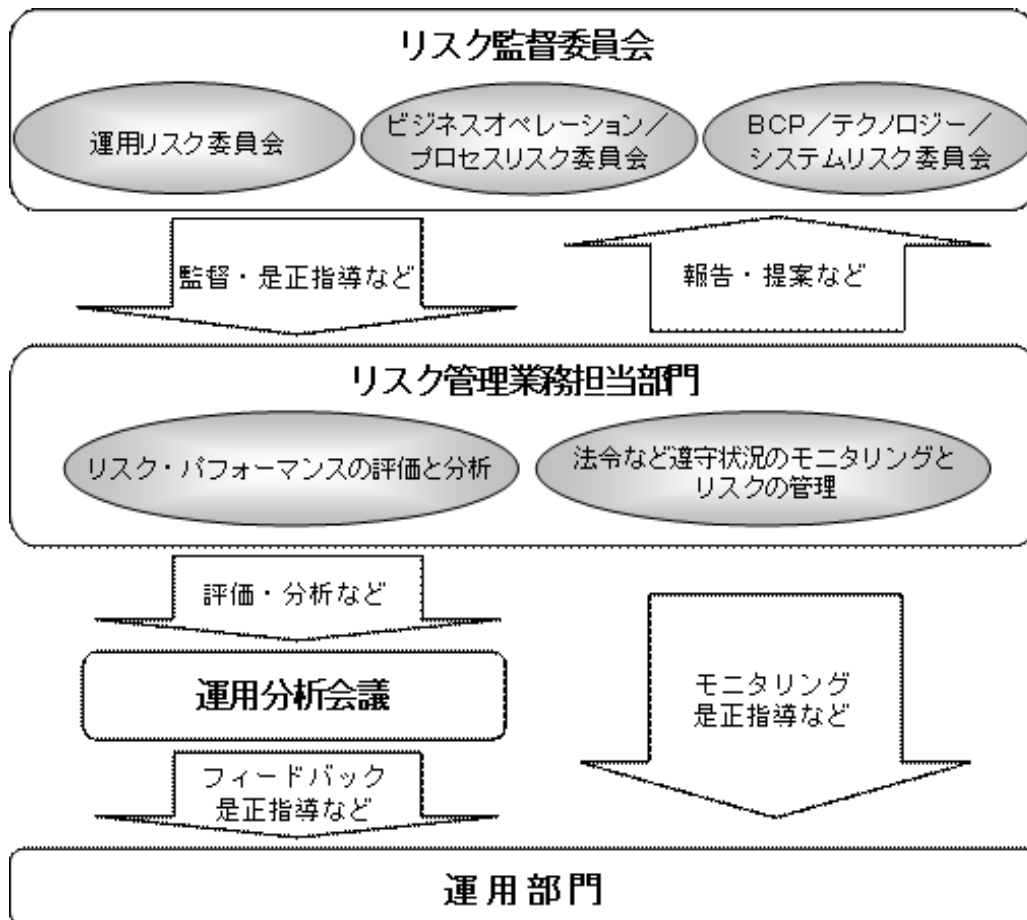 リスク監督委員会
運用リスク委員会
ビジネスオペレーション／
プロセスリスク委員会
BCP／テクノロジー／
システムリスク委員会
監督・是正指導など
報告・提案など
リスク管理業務担当部門
リスク・パフォーマンスの評価と分析
法令など遵守状況のモニタリングと
リスクの管理
評価・分析など
運用分析会議
モニタリング
是正指導など
フィードバック
是正指導など
運用部門